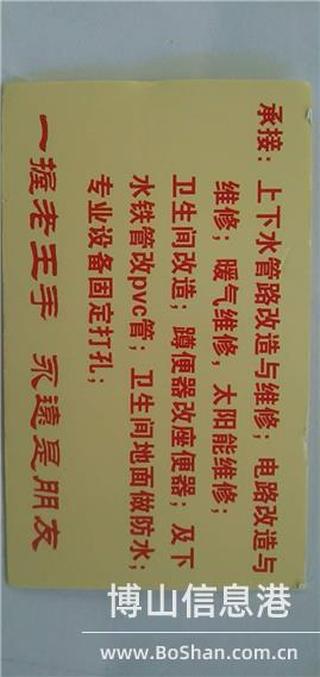 承接：上下水管路改造与维修；电路改造与
维修；暖气维修，太阳能维修；
卫生间改造；蹲便器改座便器；及下
水铁管改pvc管；卫生间地面做防水；
专业设备固定打孔；
一握老王手 永远是朋友
博山信息港
www.BoShan.com.cn